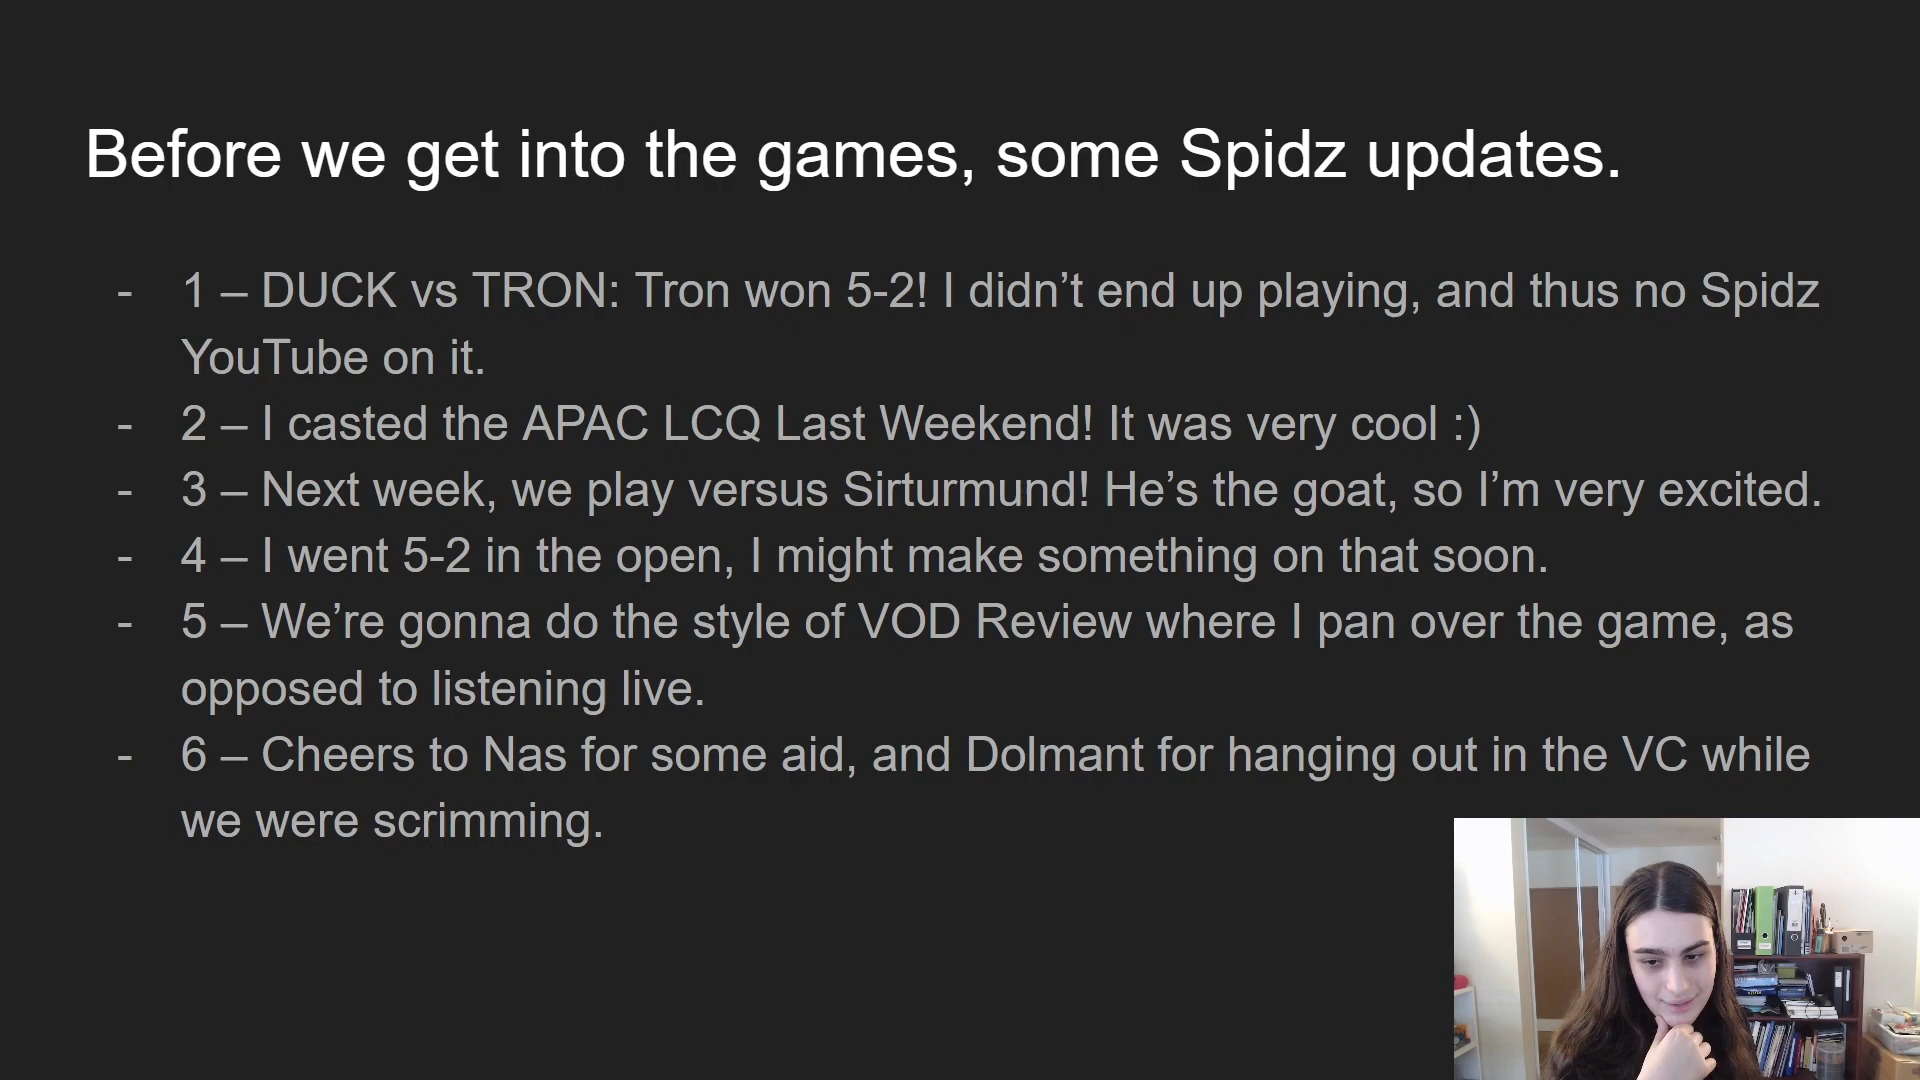 Before we get into the games, some Spidz updates.
- 1 – DUCK vs TRON: Tron won 5-2! I didn’t end up playing, and thus no Spidz
YouTube on it.
- 2 – I casted the APAC LCQ Last Weekend! It was very cool :)
- 3 – Next week, we play versus Sirturmund! He’s the goat, so I’m very excited.
- 4 – I went 5-2 in the open, I might make something on that soon.
- 5 – We’re gonna do the style of VOD Review where I pan over the game, as
opposed to listening live.
- 6 – Cheers to Nas for some aid, and Dolmant for hanging out in the VC while
we were scrimming.